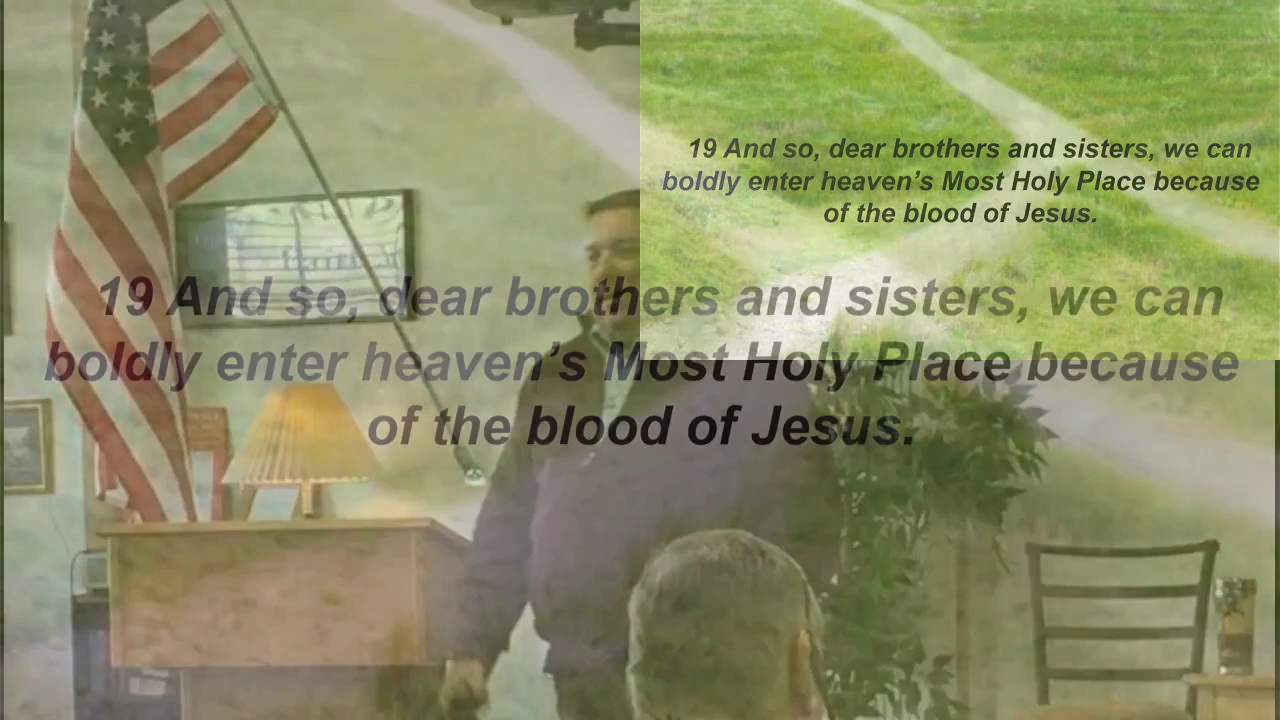 19 And so, dear brothers and sisters, we can
boldly enter heaven's Most Holy Place because
of the blood of Jesus.
19 And so, dear brothers and sisters, we can
boldly enter heaven's Most Holy Place because
of the blood of Jesus.